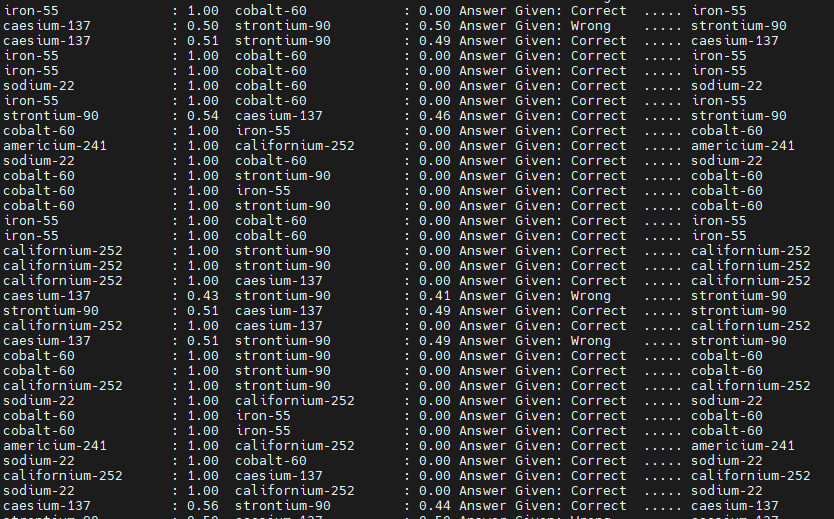 iron-55 : 1.00 cobalt-60 : 0.00 Answer Given: Correct ..... iron-55
caesium-137 : 0.50 strontium-90 : 0.50 Answer Given: Wrong ..... strontium-90
caesium-137 : 0.51 strontium-90 : 0.49 Answer Given: Correct ..... caesium-137
iron-55 : 1.00 cobalt-60 : 0.00 Answer Given: Correct ..... iron-55
iron-55 : 1.00 cobalt-60 : 0.00 Answer Given: Correct ..... iron-55
sodium-22 : 1.00 cobalt-60 : 0.00 Answer Given: Correct ..... sodium-22
iron-55 : 1.00 cobalt-60 : 0.00 Answer Given: Correct ..... iron-55
strontium-90 : 0.54 caesium-137 : 0.46 Answer Given: Correct ..... strontium-90
cobalt-60 : 1.00 iron-55 : 0.00 Answer Given: Correct ..... cobalt-60
americium-241 : 1.00 californium-252 : 0.00 Answer Given: Correct ..... americium-241
sodium-22 : 1.00 cobalt-60 : 0.00 Answer Given: Correct ..... sodium-22
cobalt-60 : 1.00 strontium-90 : 0.00 Answer Given: Correct ..... cobalt-60
cobalt-60 : 1.00 iron-55 : 0.00 Answer Given: Correct ..... cobalt-60
cobalt-60 : 1.00 strontium-90 : 0.00 Answer Given: Correct ..... cobalt-60
iron-55 : 1.00 cobalt-60 : 0.00 Answer Given: Correct ..... iron-55
iron-55 : 1.00 cobalt-60 : 0.00 Answer Given: Correct ..... iron-55
californium-252 : 1.00 strontium-90 : 0.00 Answer Given: Correct ..... californium-252
californium-252 : 1.00 strontium-90 : 0.00 Answer Given: Correct ..... californium-252
californium-252 : 1.00 caesium-137 : 0.00 Answer Given: Correct ..... californium-252
caesium-137 : 0.43 strontium-90 : 0.41 Answer Given: Wrong ..... strontium-90
strontium-90 : 0.51 caesium-137 : 0.49 Answer Given: Correct ..... strontium-90
californium-252 : 1.00 caesium-137 : 0.00 Answer Given: Correct ..... californium-252
caesium-137 : 0.51 strontium-90 : 0.49 Answer Given: Wrong ..... strontium-90
cobalt-60 : 1.00 strontium-90 : 0.00 Answer Given: Correct ..... cobalt-60
cobalt-60 : 1.00 strontium-90 : 0.00 Answer Given: Correct ..... cobalt-60
californium-252 : 1.00 strontium-90 : 0.00 Answer Given: Correct ..... californium-252
sodium-22 : 1.00 californium-252 : 0.00 Answer Given: Correct ..... sodium-22
cobalt-60 : 1.00 iron-55 : 0.00 Answer Given: Correct ..... cobalt-60
cobalt-60 : 1.00 iron-55 : 0.00 Answer Given: Correct ..... cobalt-60
americium-241 : 1.00 californium-252 : 0.00 Answer Given: Correct ..... americium-241
sodium-22 : 1.00 cobalt-60 : 0.00 Answer Given: Correct ..... sodium-22
californium-252 : 1.00 caesium-137 : 0.00 Answer Given: Correct ..... californium-252
sodium-22 : 1.00 californium-252 : 0.00 Answer Given: Correct ..... sodium-22
caesium-137 : 0.56 strontium-90 : 0.44 Answer Given: Correct ..... caesium-137